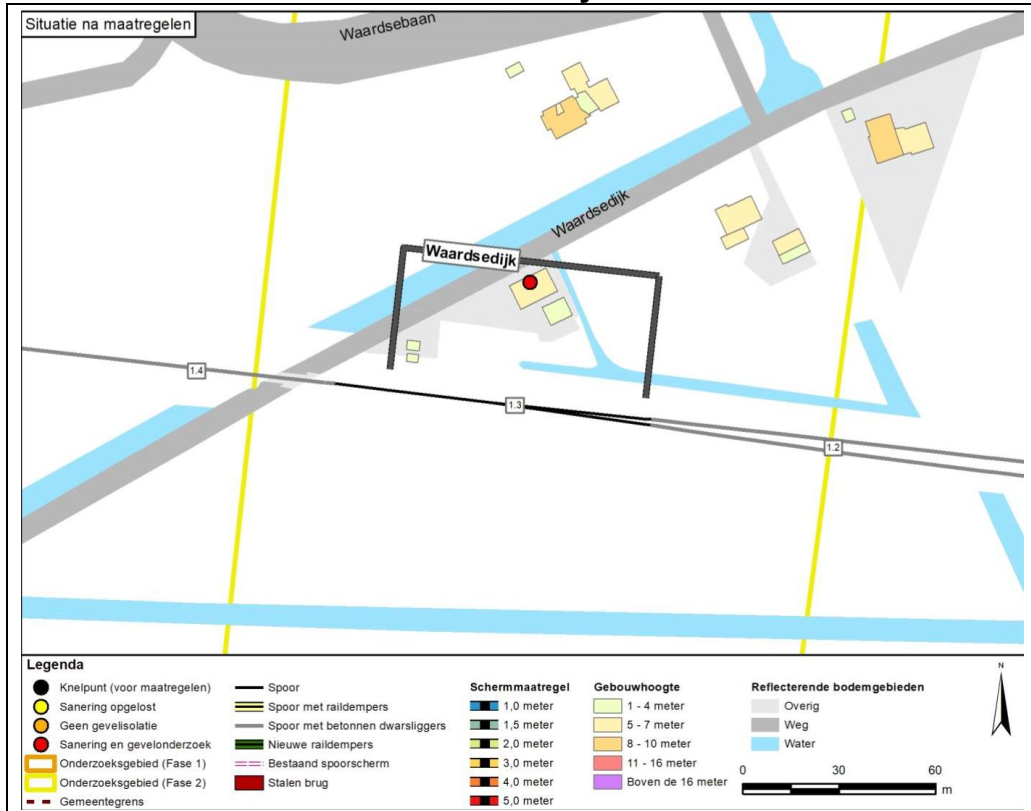 Situatie na maatregelen
Waardsebaan
Waardsedijk
Waardsedijk
1.4
1.3
1.2
Legenda
Knelpunt (voor maatregelen)
Sanering opgelost
Geen gevelisolatie
Sanering en gevelonderzoek
Onderzoeksgebied (Fase 1)
Onderzoeksgebied (Fase 2)
Gemeentegrens
Spoor
Spoor met raildempers
Spoor met betonnen dwarsliggers
Nieuwe raildempers
Bestaand spoorscherm
Stalen brug
Schermmaatregel
1,0 meter
1,5 meter
2,0 meter
3,0 meter
4,0 meter
5,0 meter
Gebouwhoogte
1 - 4 meter
5 - 7 meter
8 - 10 meter
11 - 16 meter
Boven de 16 meter
Reflecterende bodemgebieden
Overig
Weg
Water
N
0 30 60
m